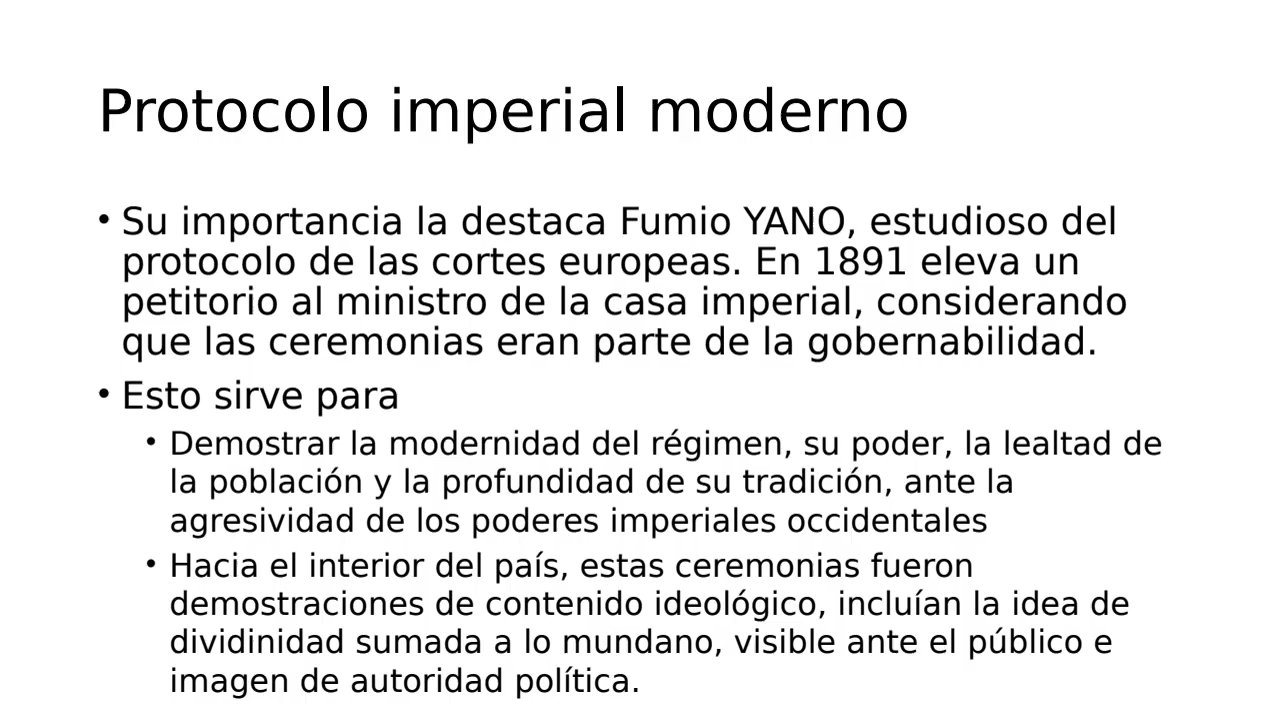 Protocolo imperial moderno
• Su importancia la destaca Fumio YANO, estudioso del
protocolo de las cortes europeas. En 1891 eleva un
petitorio al ministro de la casa imperial, considerando
que las ceremonias eran parte de la gobernabilidad.
• Esto sirve para
• Demostrar la modernidad del régimen, su poder, la lealtad de
la población y la profundidad de su tradición, ante la
agresividad de los poderes imperiales occidentales
• Hacia el interior del país, estas ceremonias fueron
demostraciones de contenido ideológico, incluían la idea de
dividinidad sumada a lo mundano, visible ante el público e
imagen de autoridad política.